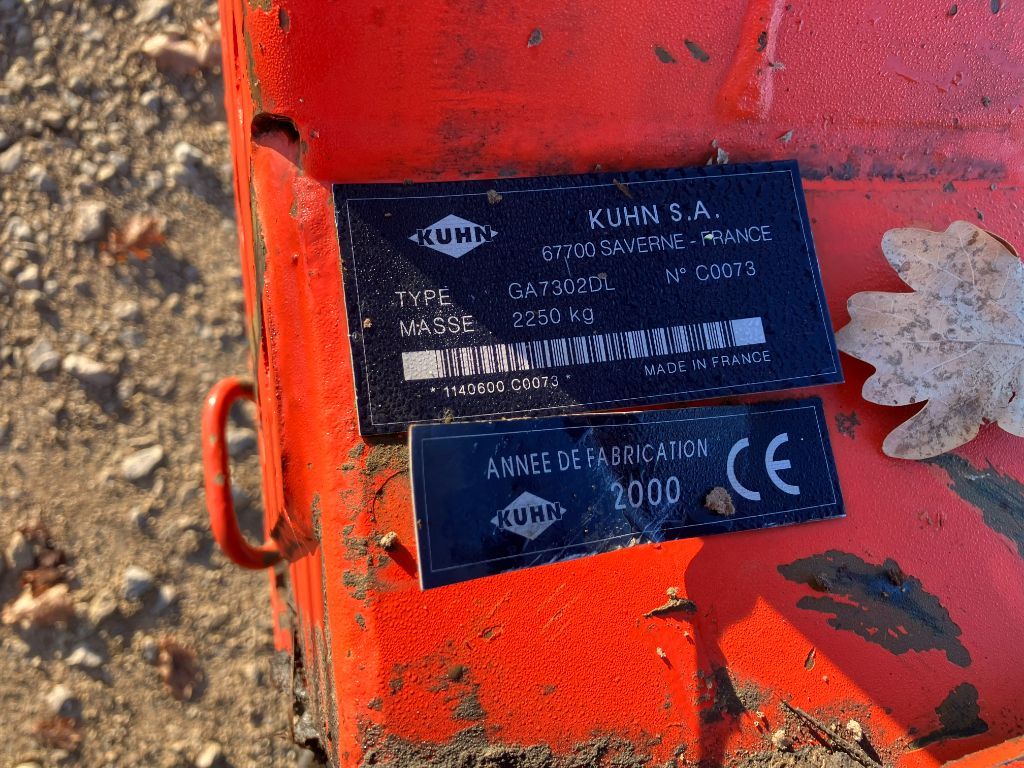 KUHN
KUHN S.A.
67700 SAVERNE - FRANCE
TYPE GA7302DL N° C0073
MASSE 2250 kg
* 1140600 C0073 *
MADE IN FRANCE
ANNEE DE FABRICATION
KUHN 2000 CE